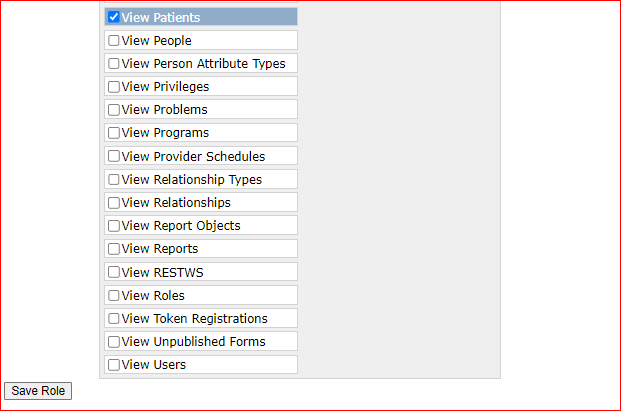 View Patients
View People
View Person Attribute Types
View Privileges
View Problems
View Programs
View Provider Schedules
View Relationship Types
View Relationships
View Report Objects
View Reports
View RESTWS
View Roles
View Token Registrations
View Unpublished Forms
View Users
Save Role